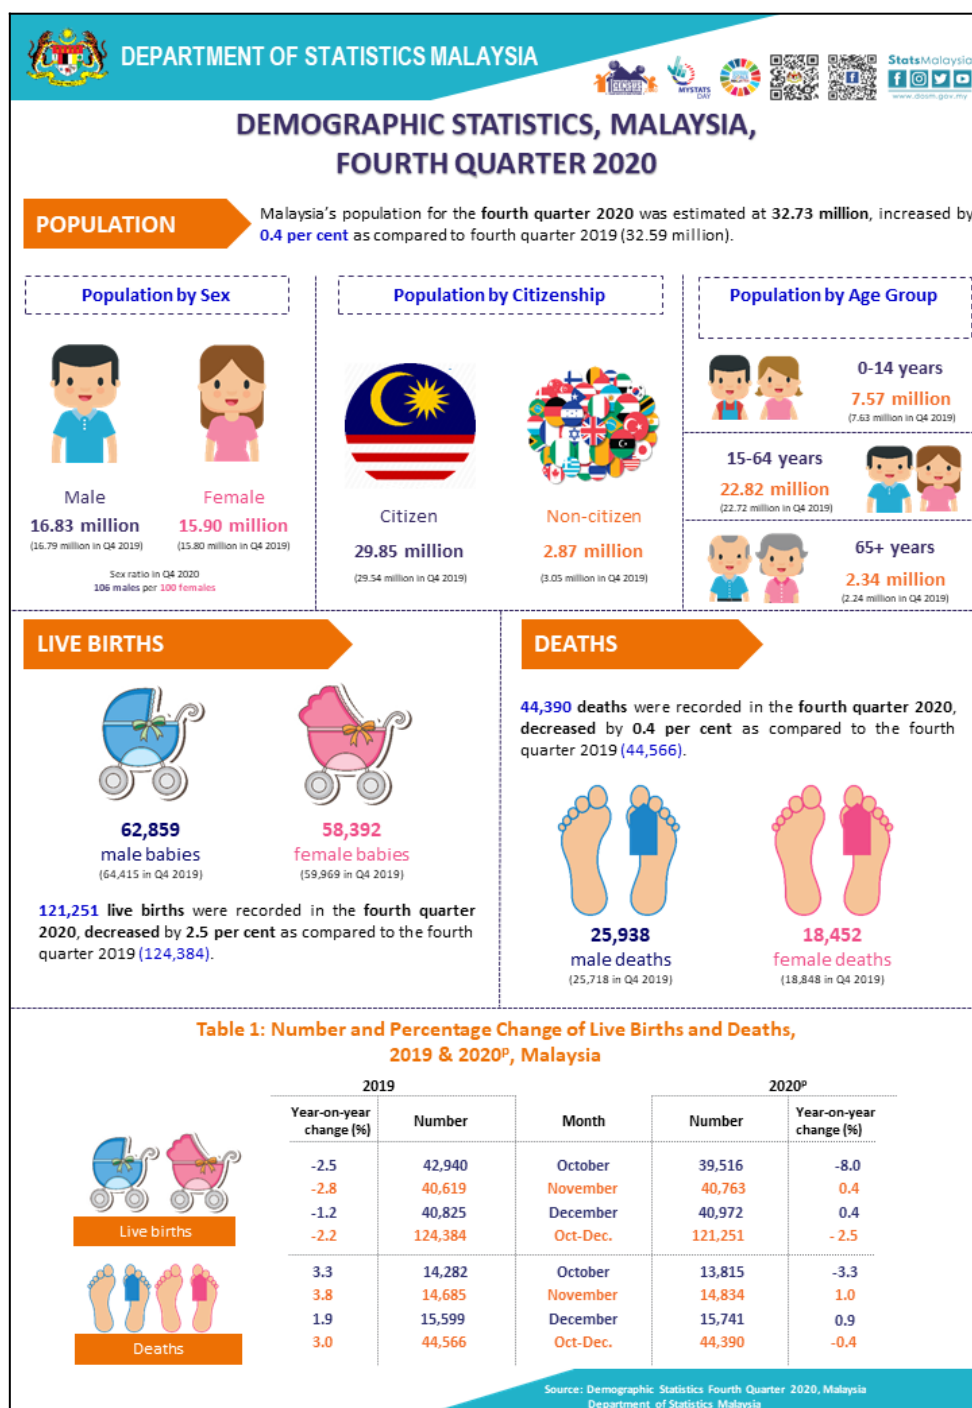 DEPARTMENT OF STATISTICS MALAYSIA
CENSUS
MYSTATS
DAY
StatsMalaysia
www.dosm.gov.my
DEMOGRAPHIC STATISTICS, MALAYSIA,
FOURTH QUARTER 2020
POPULATION
Malaysia's population for the fourth quarter 2020 was estimated at 32.73 million, increased by
0.4 per cent as compared to fourth quarter 2019 (32.59 million).
Population by Sex
Male
16.83 million
(16.79 million in Q4 2019)
Female
15.90 million
(15.80 million in Q4 2019)
Sex ratio in Q4 2020
106 males per 100 females
Population by Citizenship
Citizen
29.85 million
(29.54 million in Q4 2019)
Non-citizen
2.87 million
(3.05 million in Q4 2019)
Population by Age Group
0-14 years
7.57 million
(7.63 million in Q4 2019)
15-64 years
22.82 million
(22.72 million in Q4 2019)
65+ years
2.34 million
(2.24 million in Q4 2019)
LIVE BIRTHS
62,859
male babies
(64,415 in Q4 2019)
58,392
female babies
(59,969 in Q4 2019)
121,251 live births were recorded in the fourth quarter
2020, decreased by 2.5 per cent as compared to the fourth
quarter 2019 (124,384).
DEATHS
44,390 deaths were recorded in the fourth quarter 2020,
decreased by 0.4 per cent as compared to the fourth
quarter 2019 (44,566).
25,938
male deaths
(25,718 in Q4 2019)
18,452
female deaths
(18,848 in Q4 2019)
Table 1: Number and Percentage Change of Live Births and Deaths,
2019 & 2020ᵖ, Malaysia
2019 2020ᵖ
Year-on-year change (%) Number Month Number Year-on-year change (%)
Live births
-2.5 42,940 October 39,516 -8.0
-2.8 40,619 November 40,763 0.4
-1.2 40,825 December 40,972 0.4
-2.2 124,384 Oct-Dec. 121,251 - 2.5
Deaths
3.3 14,282 October 13,815 -3.3
3.8 14,685 November 14,834 1.0
1.9 15,599 December 15,741 0.9
3.0 44,566 Oct-Dec. 44,390 -0.4
Source: Demographic Statistics Fourth Quarter 2020, Malaysia
Department of Statistics Malaysia